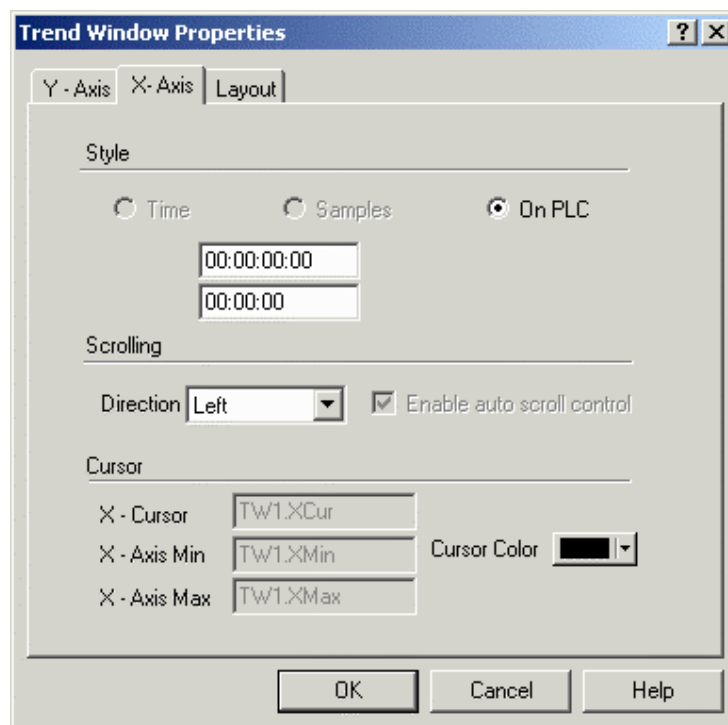 Trend Window Properties
Y - Axis X- Axis Layout
Style
Time Samples On PLC
00:00:00:00
00:00:00
Scrolling
Direction Left Enable auto scroll control
Cursor
X - Cursor TW1.XCur
X - Axis Min TW1.XMin Cursor Color
X - Axis Max TW1.XMax
OK Cancel Help